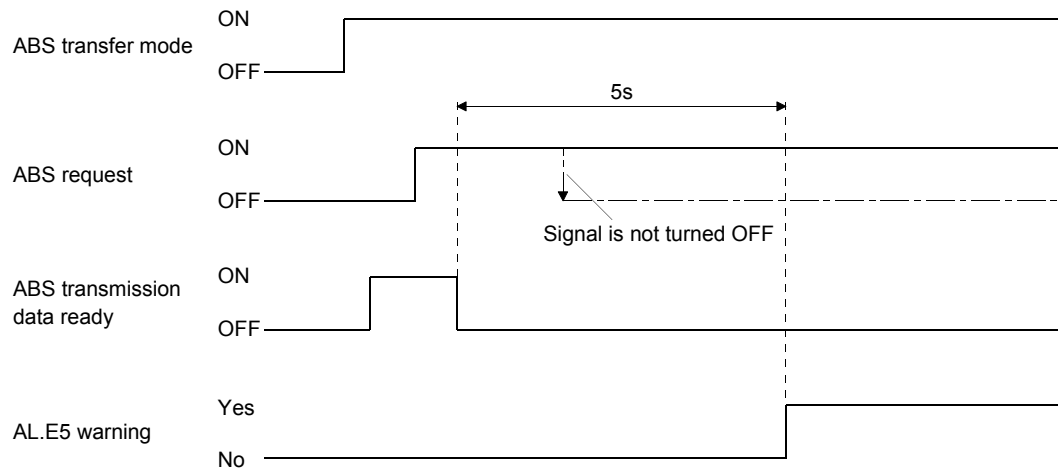 ON
ABS transfer mode
OFF
5s
ON
ABS request
OFF
Signal is not turned OFF
ON
ABS transmission
data ready
OFF
Yes
AL.E5 warning
No